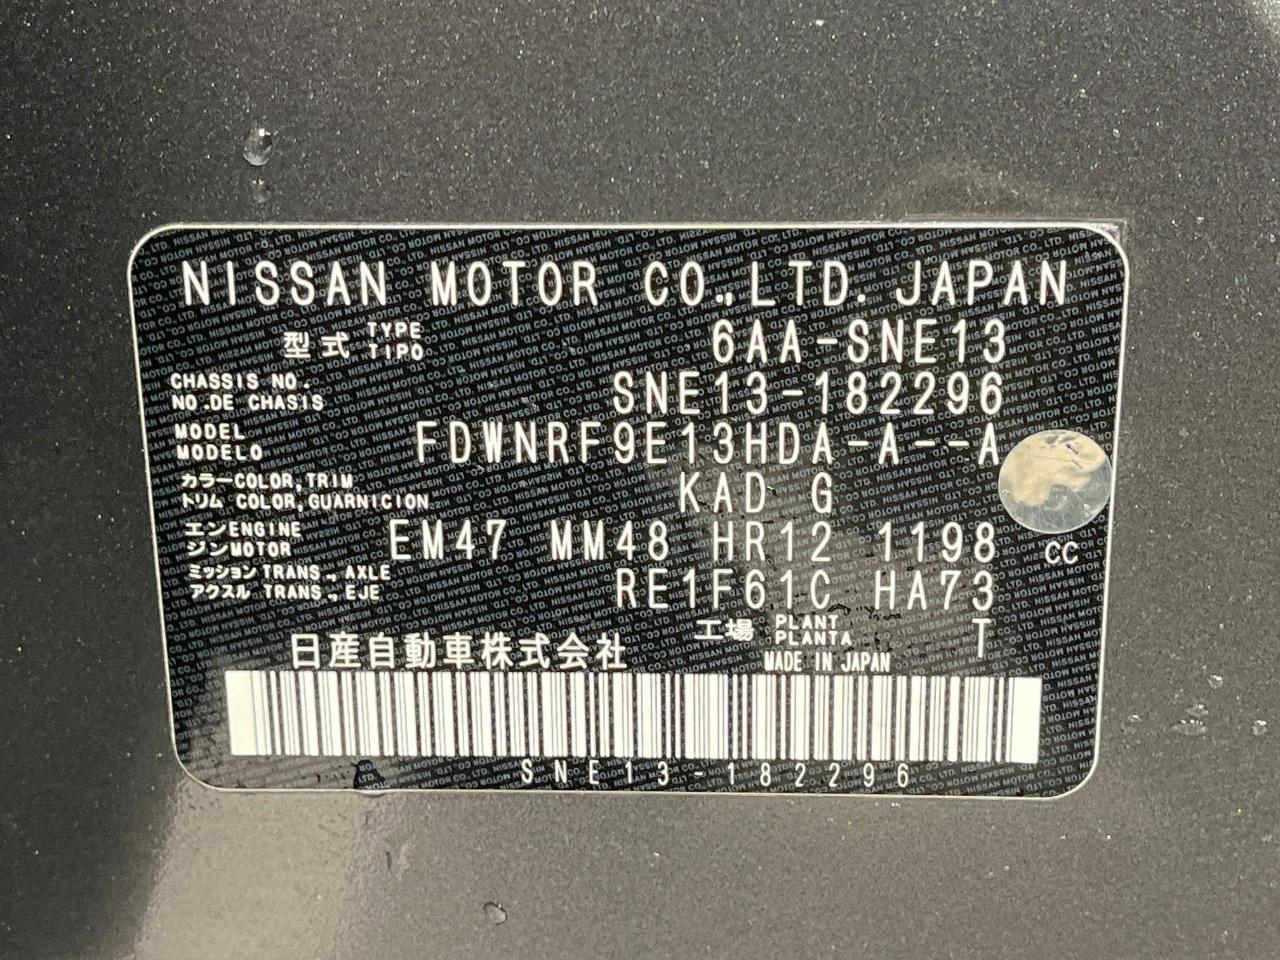 NISSAN MOTOR CO.,LTD. JAPAN
型式 TYPE TIPO 6AA-SNE13
CHASSIS NO. NO.DE CHASIS SNE13-182296
MODEL MODELO FDWNRF9E13HDA-A--A
カラー COLOR,TRIM トリム COLOR,GUARNICION KAD G
エンジン ENGINE MOTOR EM47 MM48 HR12 1198 CC
ミッション TRANS., AXLE アクスル TRANS., EJE RE1F61C HA73
工場 PLANT PLANTA T
日産自動車株式会社 MADE IN JAPAN
SNE13-182296